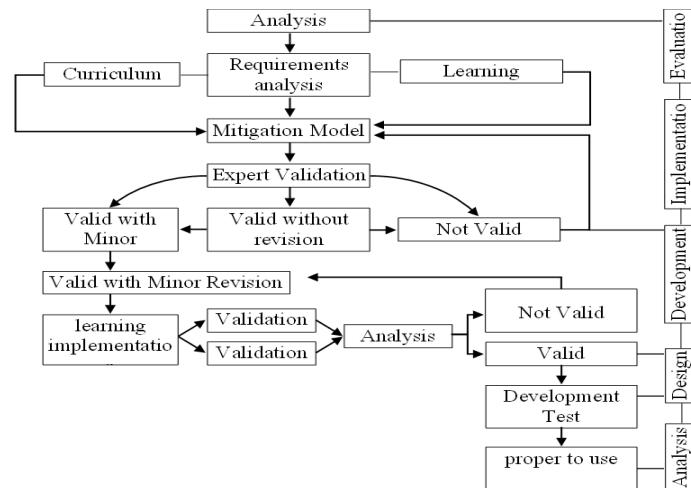 Analysis
Evaluatio
Curriculum
Requirements
analysis
Learning
Mitigation Model
Implementatio
Expert Validation
Valid with
Minor
Valid without
revision
Not Valid
Development
Valid with Minor Revision
learning
implementatio
Validation
Validation
Analysis
Not Valid
Valid
Design
Development
Test
proper to use
Analysis